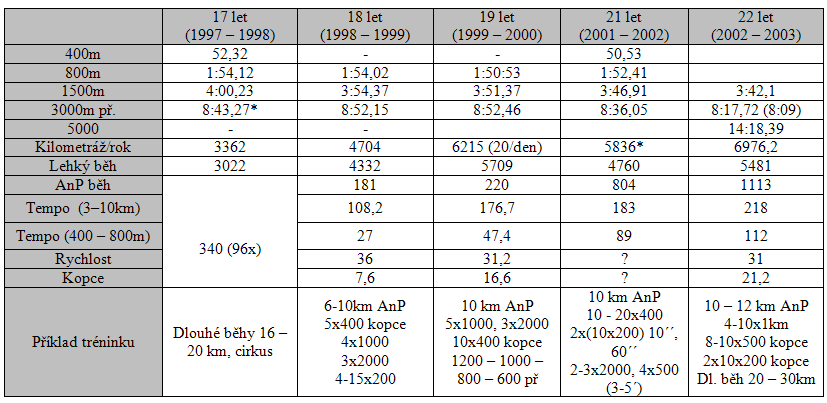 17 let (1997 – 1998) 18 let (1998 – 1999) 19 let (1999 – 2000) 21 let (2001 – 2002) 22 let (2002 – 2003)
400m 52,32 - - 50,53
800m 1:54,12 1:54,02 1:50:53 1:52,41
1500m 4:00,23 3:54,37 3:51,37 3:46,91 3:42,1
3000m př. 8:43,27* 8:52,15 8:52,46 8:36,05 8:17,72 (8:09)
5000 - - 14:18,39
Kilometráž/rok 3362 4704 6215 (20/den) 5836* 6976,2
Lehký běh 3022 4332 5709 4760 5481
AnP běh 181 220 804 1113
Tempo (3–10km) 108,2 176,7 183 218
Tempo (400 – 800m) 340 (96x) 27 47,4 89 112
Rychlost 36 31,2 ? 31
Kopce 7,6 16,6 ? 21,2
Příklad tréninku
Dlouhé běhy 16 –
20 km, cirkus
6-10km AnP
5x400 kopce
4x1000
3x2000
4-15x200
10 km AnP
5x1000, 3x2000
10x400 kopce
1200 – 1000 –
800 – 600 př
10 km AnP
10 - 20x400
2x(10x200) 10´´,
60´´
2-3x2000, 4x500
(3-5´)
10 – 12 km AnP
4-10x1km
8-10x500 kopce
2x10x200 kopce
Dl. běh 20 – 30km